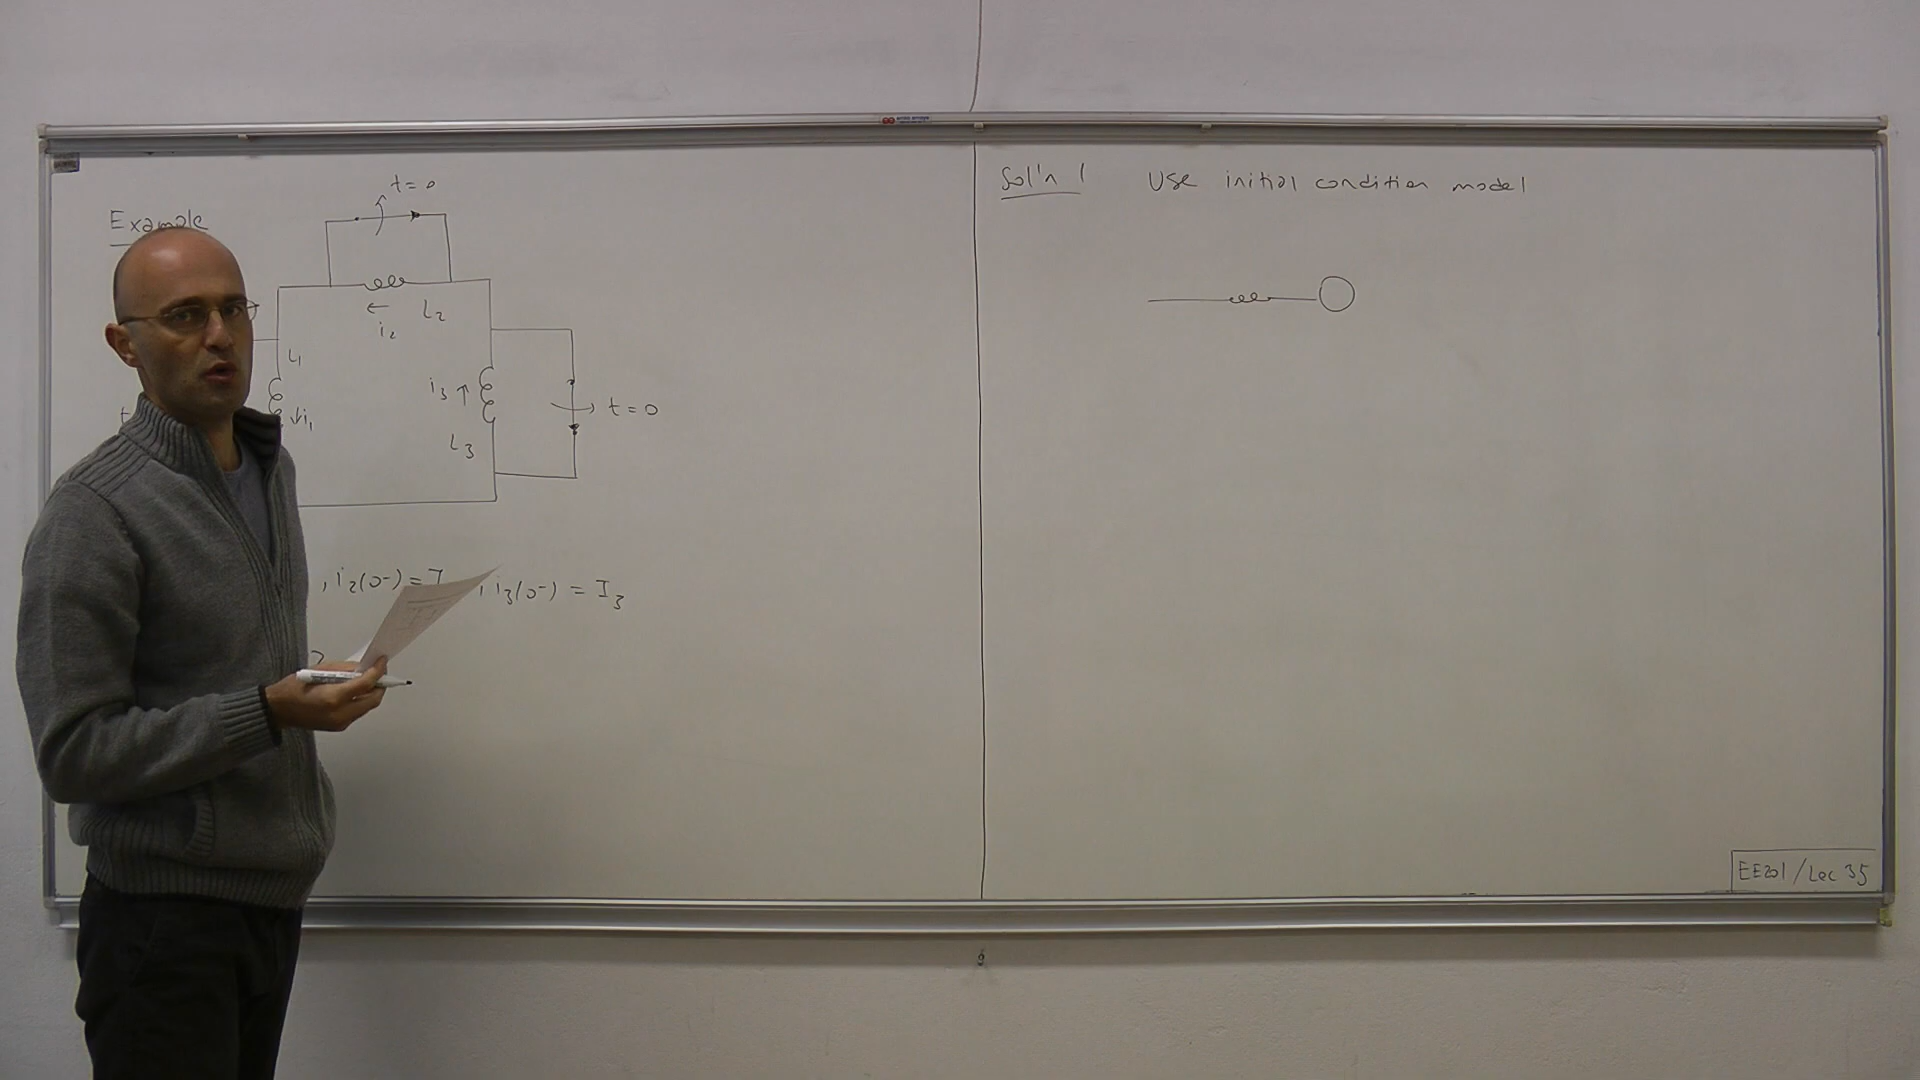 Example
t=0
i2 L2
L1
i3
↓i1
t=0
L3
, i2(0-) = I , i3(0-) = I3
?
Sol'n 1 Use initial condition model
EE201/Lec 35